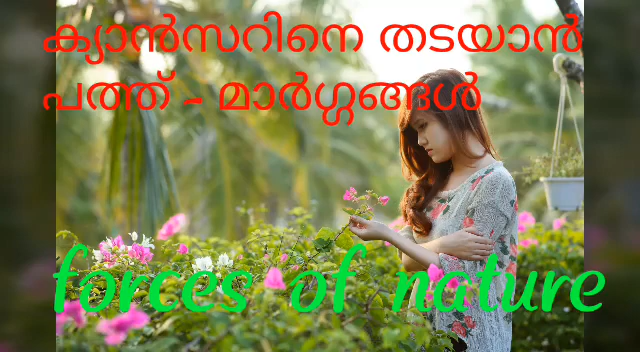 ക്യാൻസറിനെ തടയാൻ
പത്ത് - മാർഗ്ഗങ്ങൾ
forces of nature